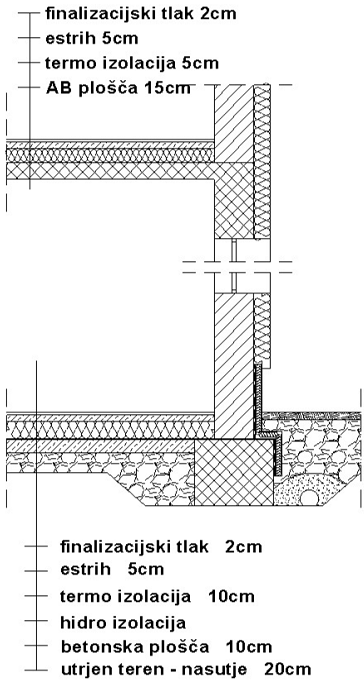 finalizacijski tlak 2cm
estrih 5cm
termo izolacija 5cm
AB plošča 15cm
finalizacijski tlak 2cm
estrih 5cm
termo izolacija 10cm
hidro izolacija
betonska plošča 10cm
utrjen teren - nasutje 20cm